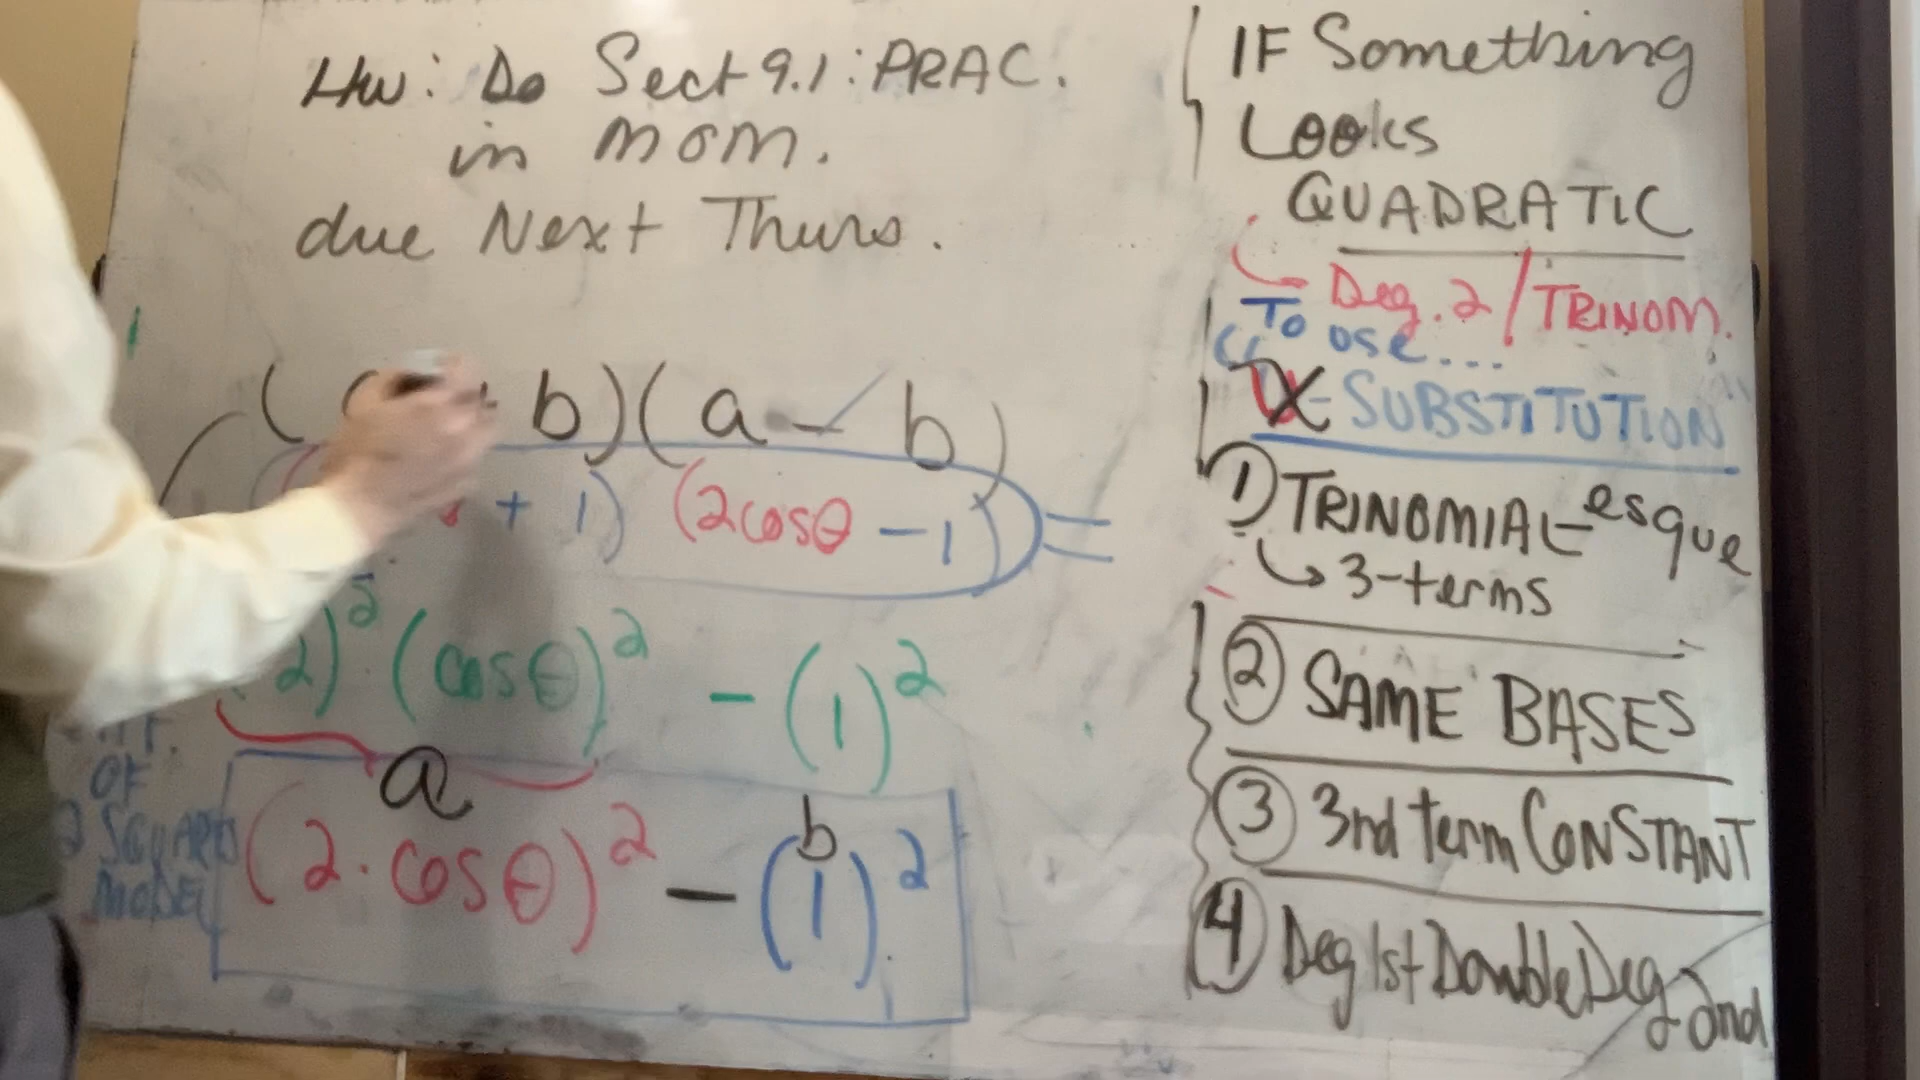 Hw: Do Sect 9.1: PRAC.
in mom.
due Next Thurs.
( + b)(a - b)
+ 1) (2cosθ - 1) =
2)² · (cosθ)² - (1)²
OF
2 SQUARES
MODEL
a
b
(2 · cosθ)² - (1)²
IF Something
Looks
QUADRATIC
Deg. 2 / TRINOM.
To use...
SUBSTITUTION
① TRINOMIAL-esque
↳ 3-terms
② SAME BASES
③ 3rd term CONSTANT
④ Deg 1st Double Deg 2nd